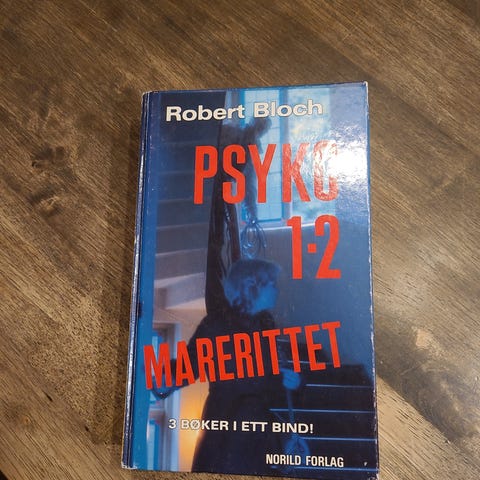 Robert Bloch
PSYKO
1-2
MARERITTET
3 BØKER I ETT BIND!
NORILD FORLAG